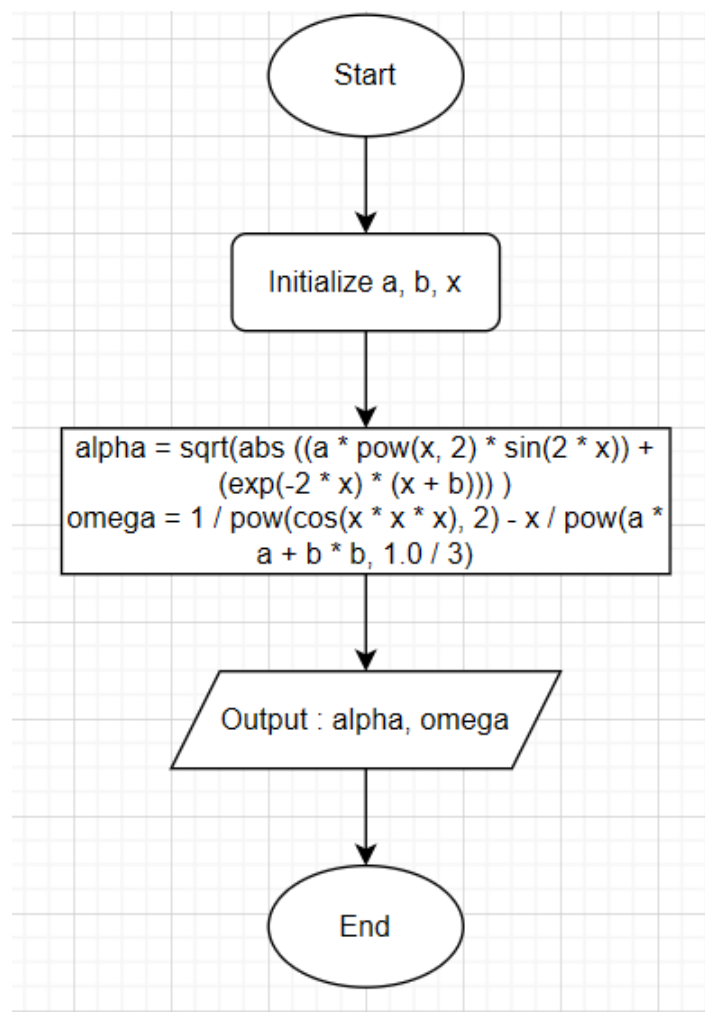 Start
Initialize a, b, x
alpha = sqrt(abs ((a * pow(x, 2) * sin(2 * x)) +
(exp(-2 * x) * (x + b))) )
omega = 1 / pow(cos(x * x * x), 2) - x / pow(a *
a + b * b, 1.0 / 3)
Output : alpha, omega
End